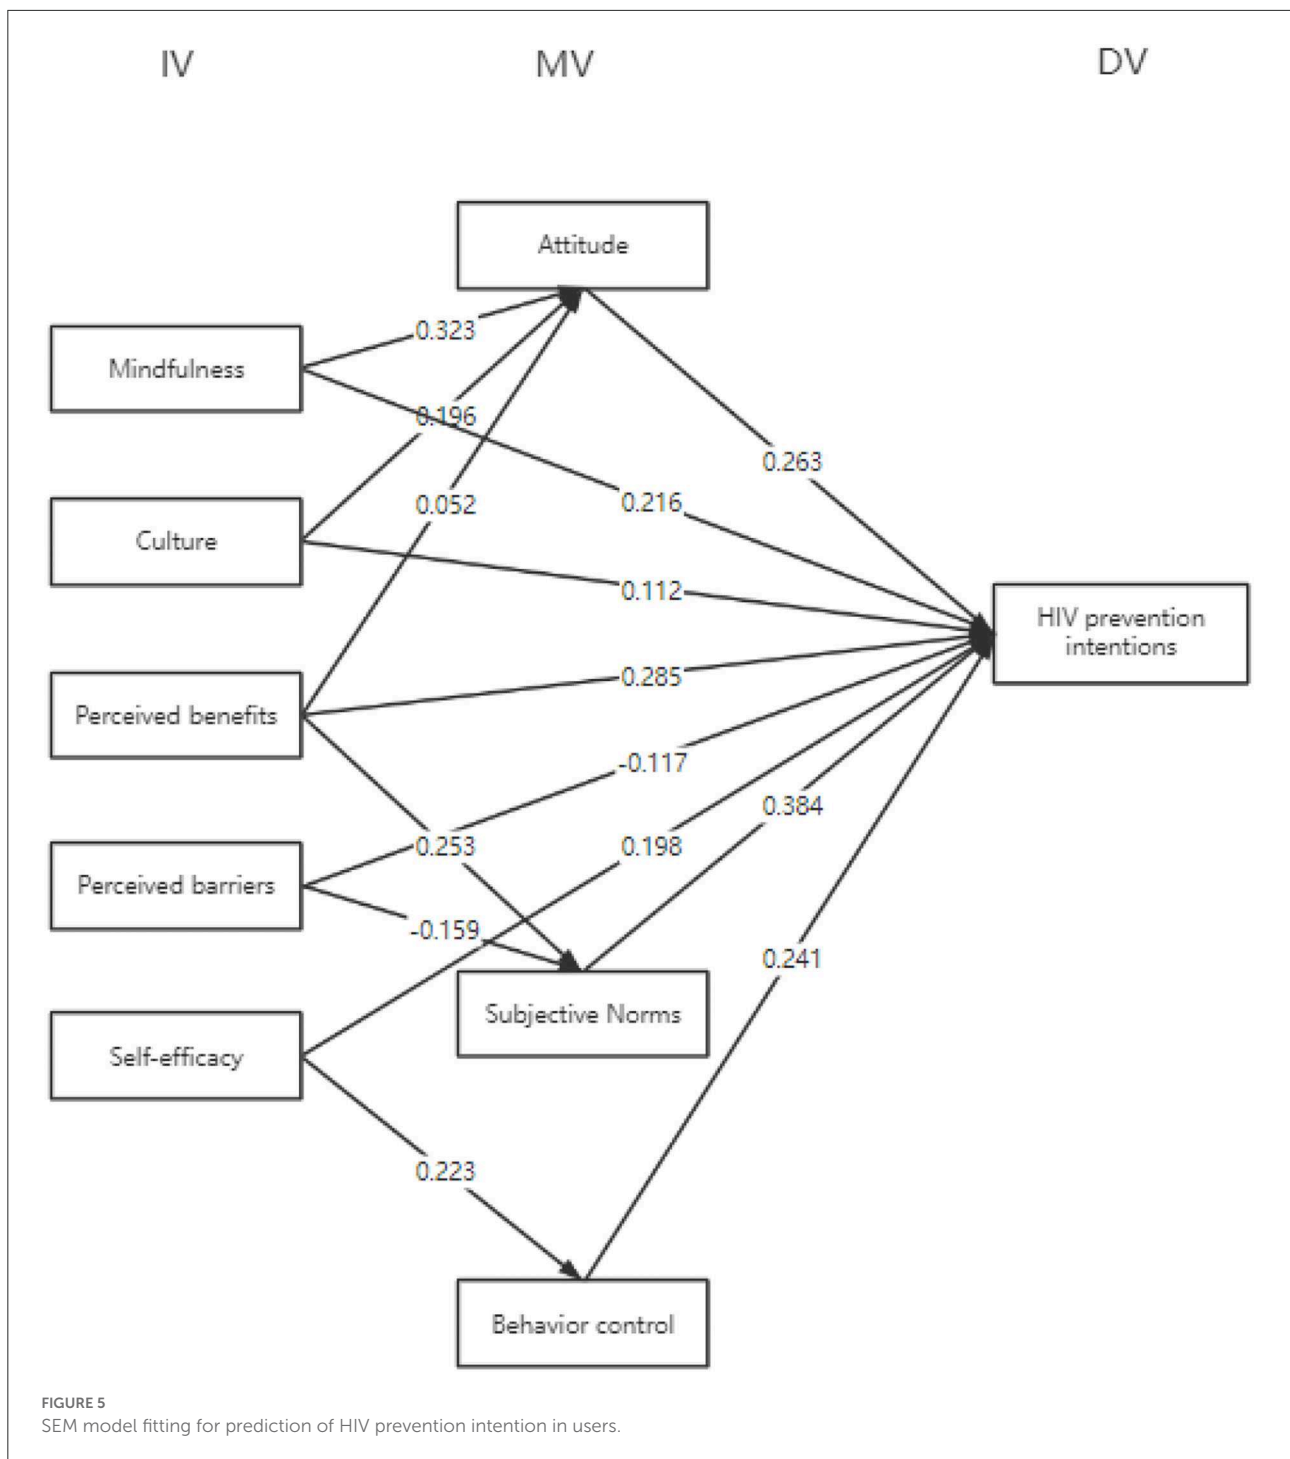 IV MV DV
Attitude
0.323
Mindfulness
0.196
0.263
0.216
0.052
Culture
0.112
HIV prevention
intentions
0.285
Perceived benefits
-0.117
0.384
0.253
0.198
Perceived barriers
-0.159
0.241
Subjective Norms
Self-efficacy
0.223
Behavior control
FIGURE 5
SEM model fitting for prediction of HIV prevention intention in users.